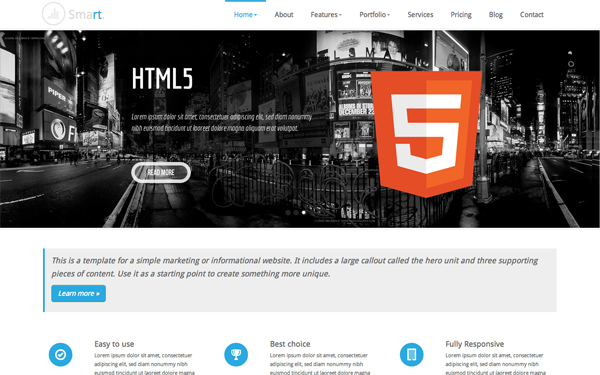 Smart.
Home
About
Features
Portfolio
Services
Pricing
Blog
Contact
HTML5
Lorem ipsum dolor sit amet, consectetuer adipiscing elit, sed diam nonummy
nibh euismod tincidunt ut laoreet dolore magna aliquam erat volutpat.
READ MORE
PIPER
5
This is a template for a simple marketing or informational website. It includes a large callout called the hero unit and three supporting
pieces of content. Use it as a starting point to create something more unique.
Learn more »
Easy to use
Lorem ipsum dolor sit amet, consectetuer
adipiscing elit, sed diam nonummy nibh
euismod tincidunt ut laoreet dolore magna
Best choice
Lorem ipsum dolor sit amet, consectetuer
adipiscing elit, sed diam nonummy nibh
euismod tincidunt ut laoreet dolore magna
Fully Responsive
Lorem ipsum dolor sit amet, consectetuer
adipiscing elit, sed diam nonummy nibh
euismod tincidunt ut laoreet dolore magna